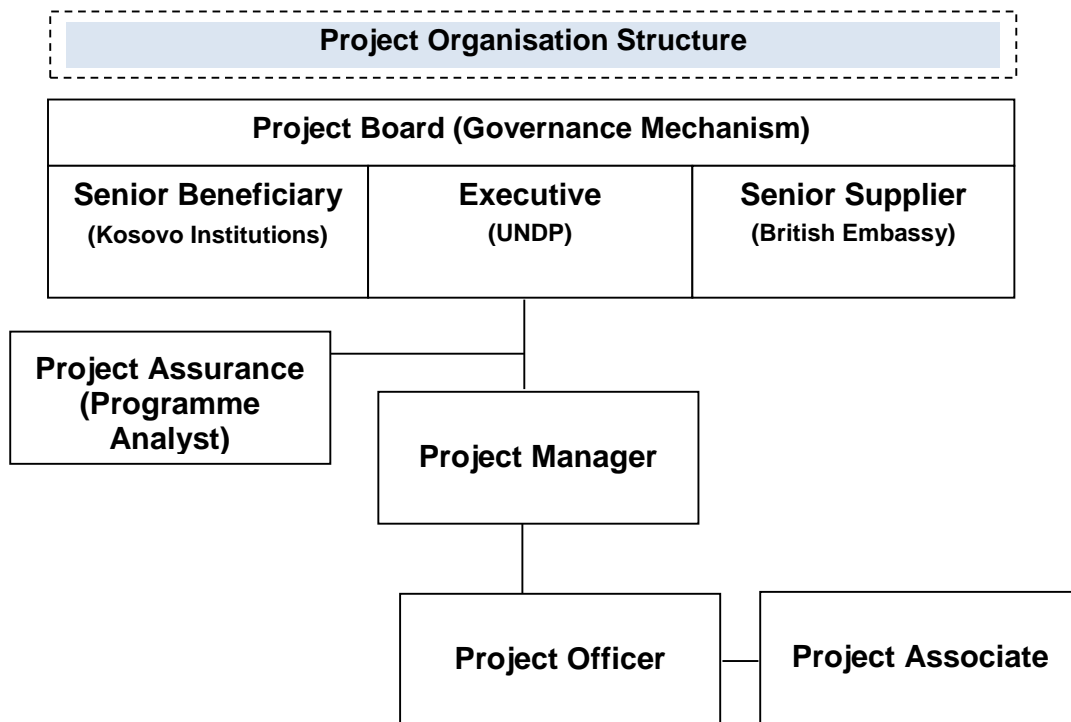 Project Organisation Structure
Project Board (Governance Mechanism)
Senior Beneficiary
(Kosovo Institutions)
Executive
(UNDP)
Senior Supplier
(British Embassy)
Project Assurance
(Programme
Analyst)
Project Manager
Project Officer
Project Associate